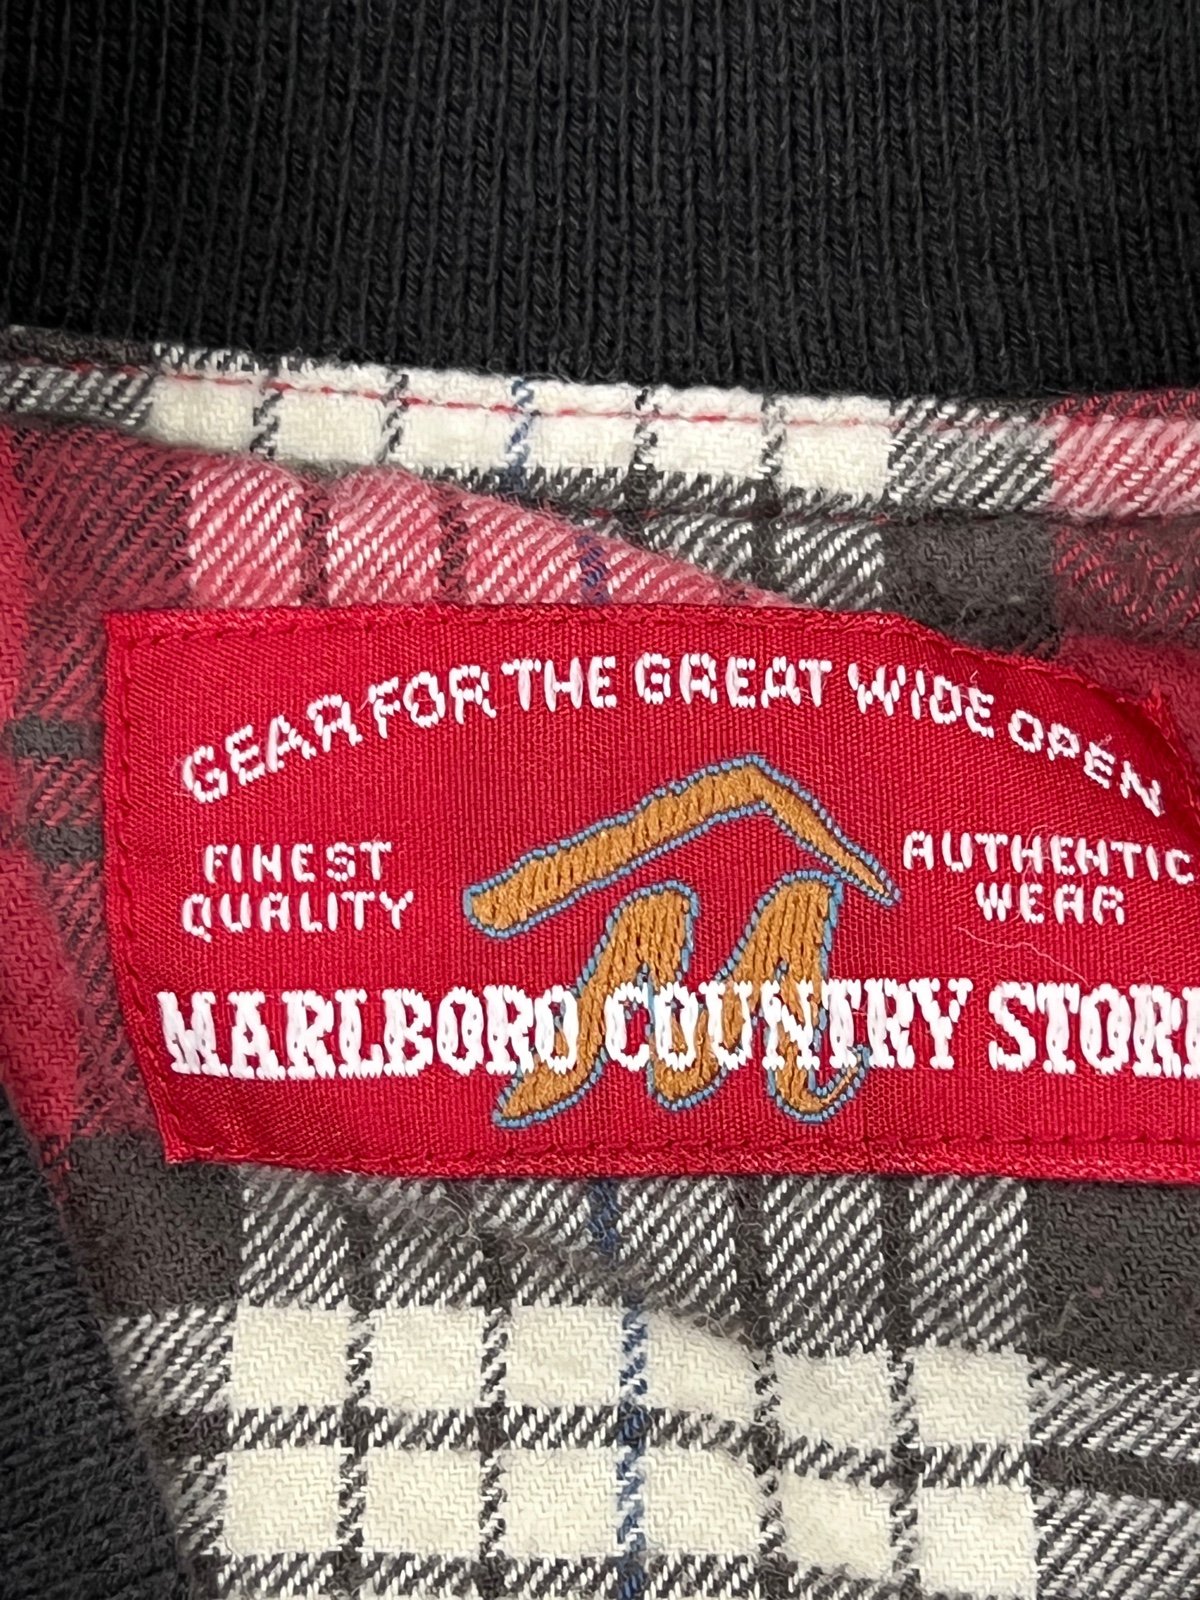 GEAR FOR THE GREAT WIDE OPEN
FINEST
QUALITY
AUTHENTIC
WEAR
MARLBORO COUNTRY STORE